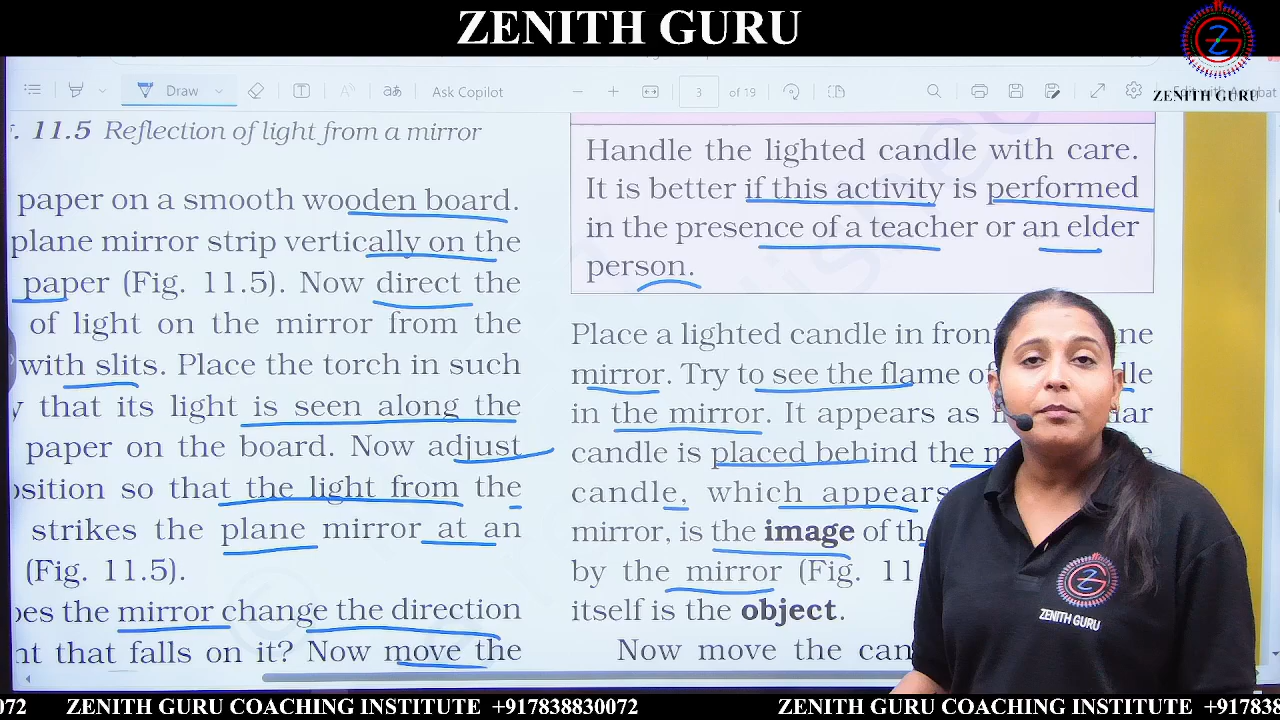 ZENITH GURU
Draw
Ask Copilot
3
of 19
Edit with Acrobat
ZENITH GURU
. 11.5 Reflection of light from a mirror
paper on a smooth wooden board.
plane mirror strip vertically on the
paper (Fig. 11.5). Now direct the
of light on the mirror from the
with slits. Place the torch in such
that its light is seen along the
paper on the board. Now adjust
so that the light from the
strikes the plane mirror at an
(Fig. 11.5).
the mirror change the direction
that falls on it? Now move the
Handle the lighted candle with care.
It is better if this activity is performed
in the presence of a teacher or an elder
person.
Place a lighted candle in
mirror. Try to see the flame of
in the mirror. It appears as
candle is placed behind the
candle, which appears
mirror, is the image of
by the mirror (Fig. 11
itself is the object.
Now move the
ZENITH GURU
072 ZENITH GURU COACHING INSTITUTE +917838830072 ZENITH GURU COACHING INSTITUTE +917838